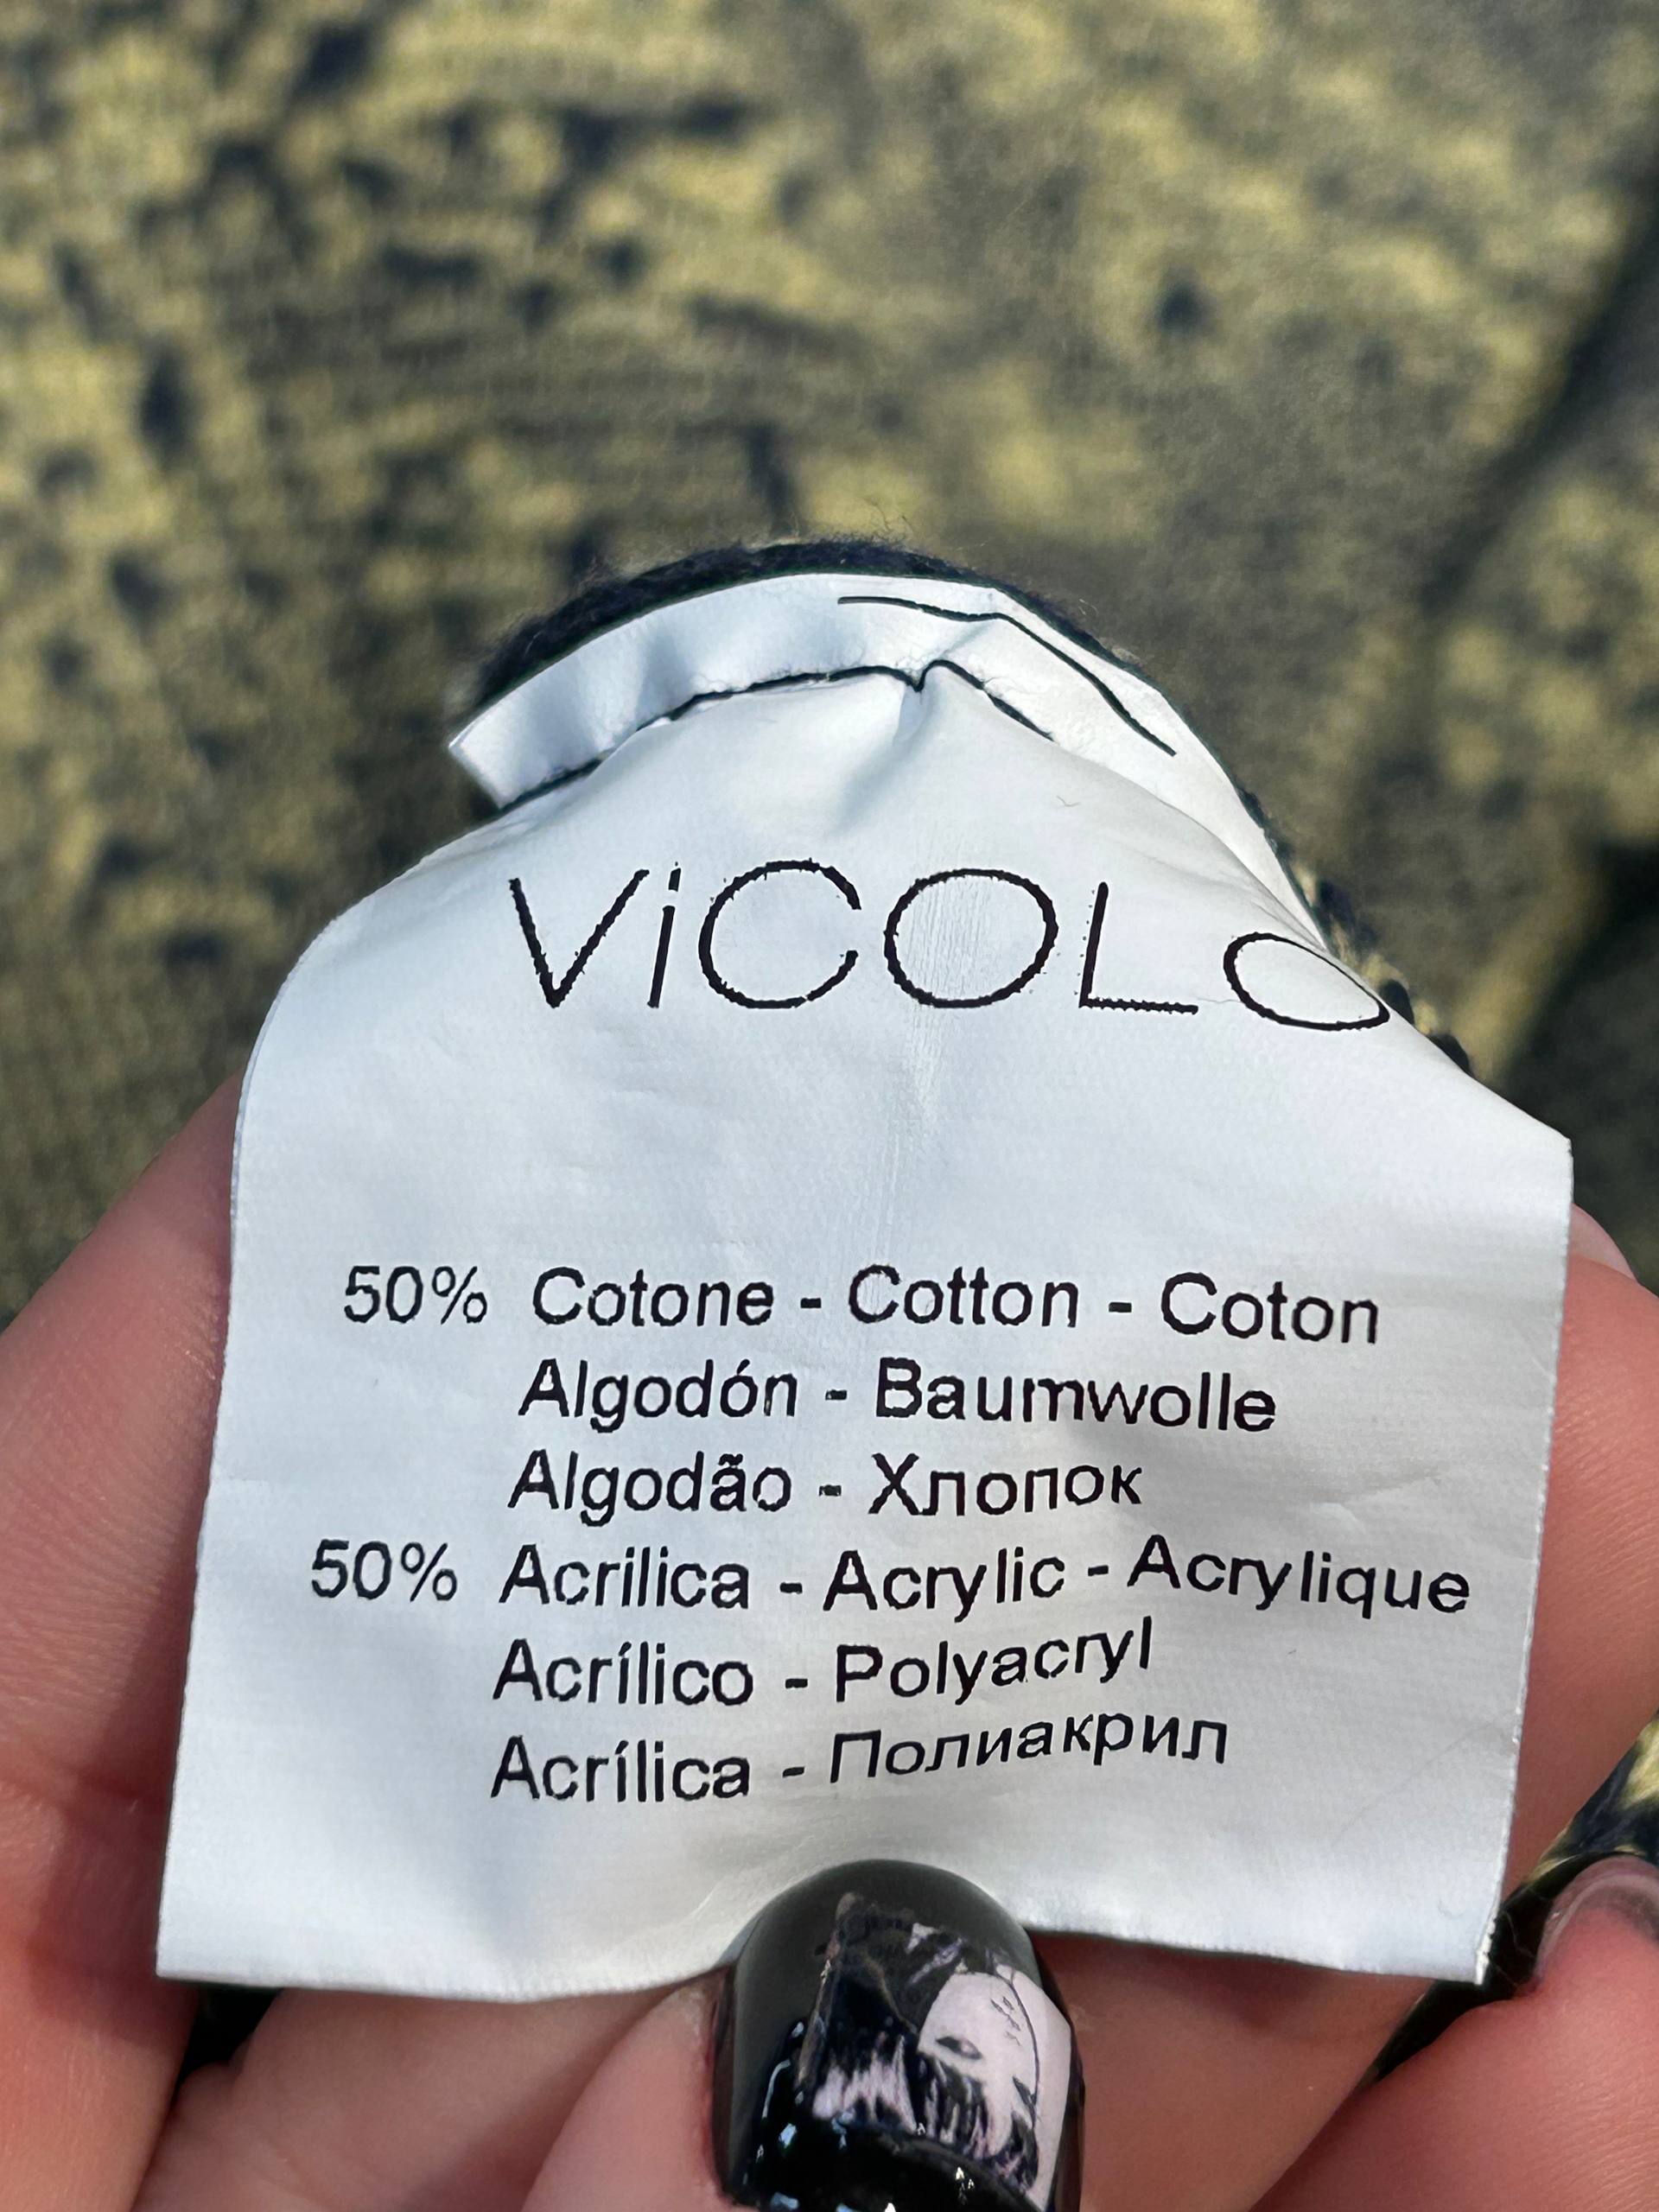 ViCOLO
50% Cotone - Cotton - Coton
Algodón - Baumwolle
Algodão - Хлопок
50% Acrilica - Acrylic - Acrylique
Acrílico - Polyacryl
Acrílica - Полиакрил